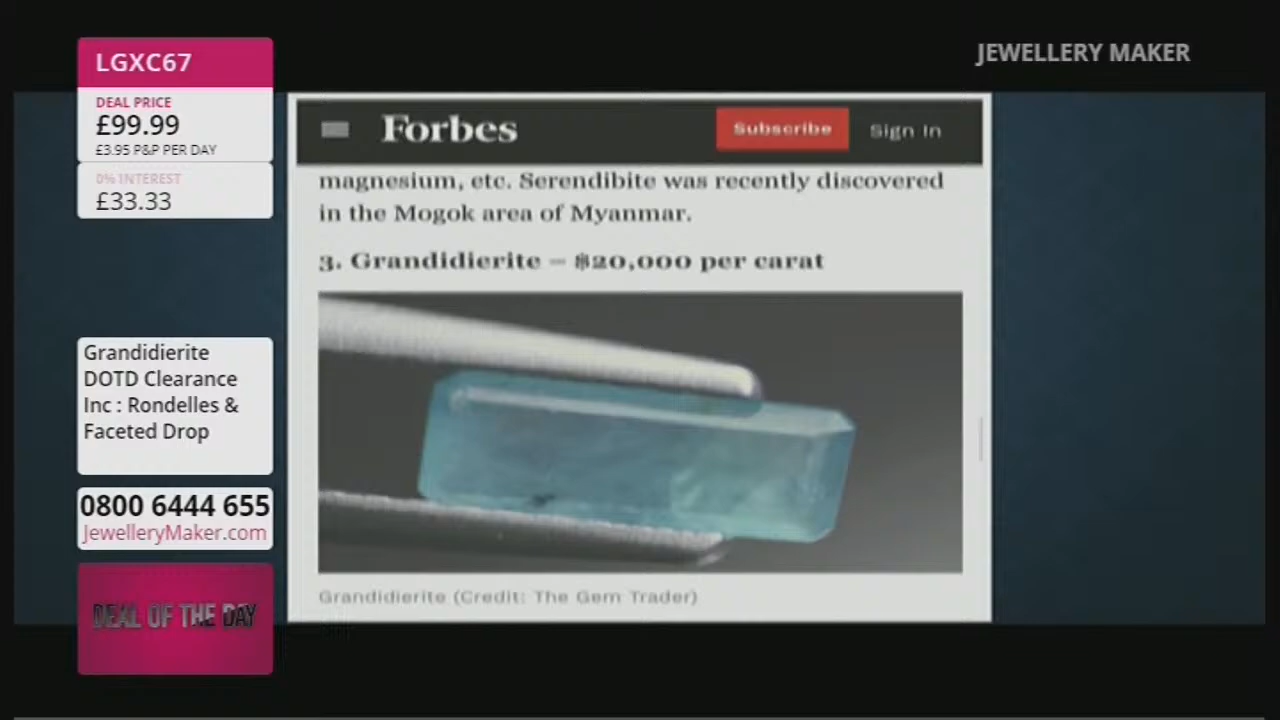 LGXC67
DEAL PRICE
£99.99
£3.95 P&P PER DAY
0% INTEREST
£33.33
Grandidierite
DOTD Clearance
Inc : Rondelles &
Faceted Drop
0800 6444 655
JewelleryMaker.com
DEAL OF THE DAY
JEWELLERY MAKER
Forbes
Subscribe
Sign In
magnesium, etc. Serendibite was recently discovered
in the Mogok area of Myanmar.
3. Grandidierite – $20,000 per carat
Grandidierite (Credit: The Gem Trader)